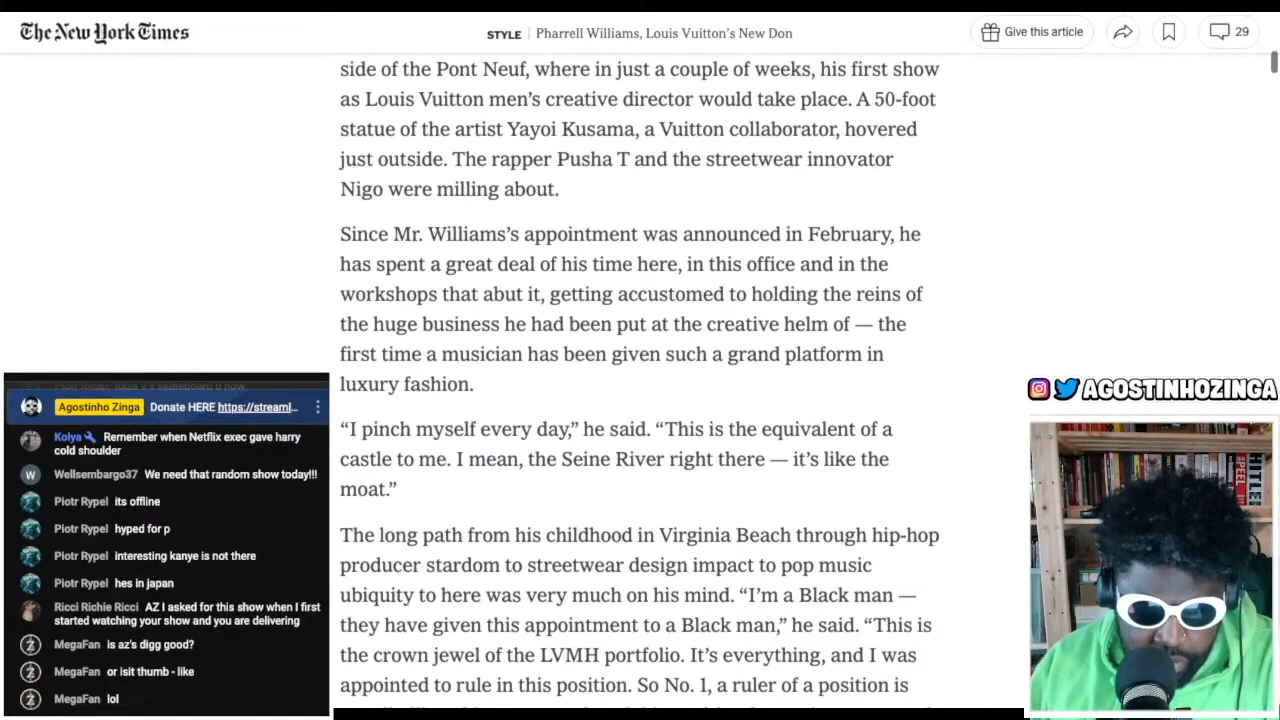 The New York Times
STYLE | Pharrell Williams, Louis Vuitton's New Don
Give this article
29
side of the Pont Neuf, where in just a couple of weeks, his first show
as Louis Vuitton men's creative director would take place. A 50-foot
statue of the artist Yayoi Kusama, a Vuitton collaborator, hovered
just outside. The rapper Pusha T and the streetwear innovator
Nigo were milling about.
Since Mr. Williams's appointment was announced in February, he
has spent a great deal of his time here, in this office and in the
workshops that abut it, getting accustomed to holding the reins of
the huge business he had been put at the creative helm of — the
first time a musician has been given such a grand platform in
luxury fashion.
“I pinch myself every day,” he said. “This is the equivalent of a
castle to me. I mean, the Seine River right there — it's like the
moat.”
The long path from his childhood in Virginia Beach through hip-hop
producer stardom to streetwear design impact to pop music
ubiquity to here was very much on his mind. “I'm a Black man —
they have given this appointment to a Black man,” he said. “This is
the crown jewel of the LVMH portfolio. It's everything, and I was
appointed to rule in this position. So No. 1, a ruler of a position is
Agostinho Zinga Donate HERE https://streaml...
Kolya Remember when Netflix exec gave harry
cold shoulder
W Wellsembargo37 We need that random show today!!!
Piotr Rypel its offline
Piotr Rypel hyped for p
Piotr Rypel interesting kanye is not there
Piotr Rypel hes in japan
Ricci Richie Ricci AZ I asked for this show when I first
started watching your show and you are delivering
MegaFan is az's digg good?
MegaFan or isit thumb - like
MegaFan lol
AGOSTINHOZINGA
HITLER